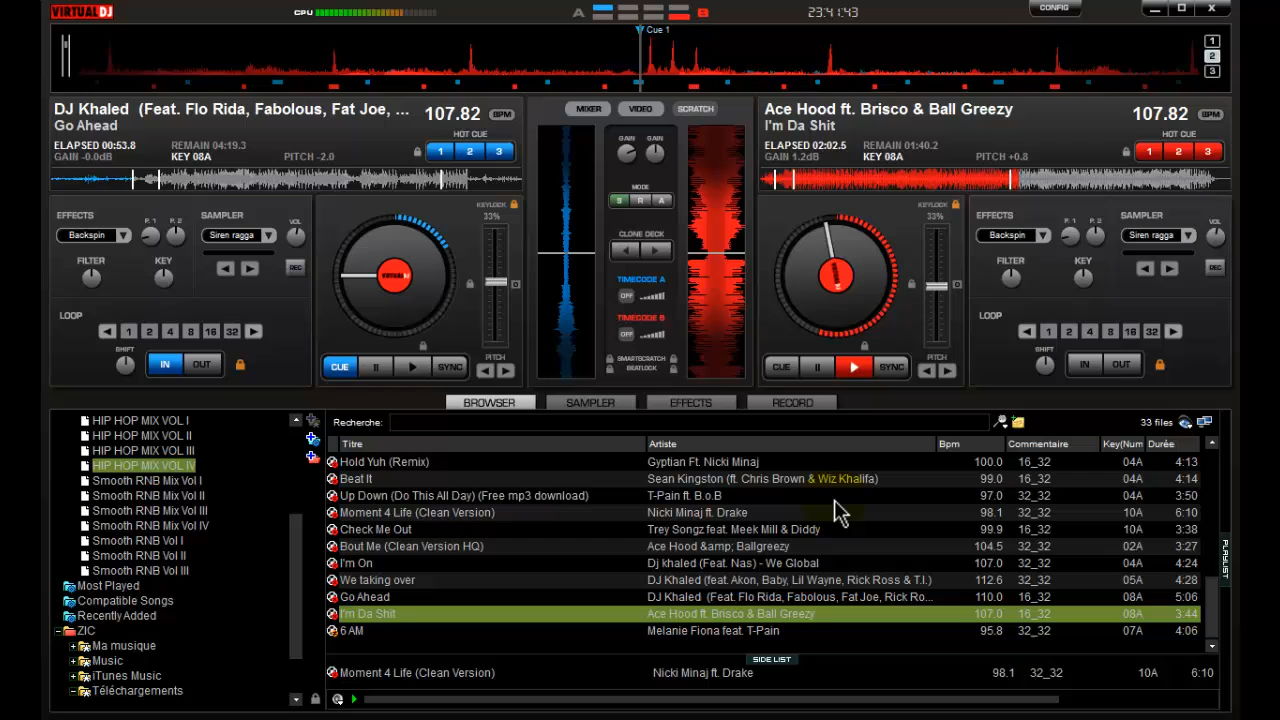 VIRTUAL DJ CPU A B 23:41:43 CONFIG
Cue 1
1
2
3
DJ Khaled (Feat. Flo Rida, Fabolous, Fat Joe, ... 107.82 BPM
Go Ahead
HOT CUE
ELAPSED 00:53.8 REMAIN 04:19.3 1 2 3
GAIN -0.0dB KEY 08A PITCH -2.0
MIXER VIDEO SCRATCH
Ace Hood ft. Brisco & Ball Greezy 107.82 BPM
I'm Da Shit
HOT CUE
ELAPSED 02:02.5 REMAIN 01:40.2 1 2 3
GAIN 1.2dB KEY 08A PITCH +0.8
EFFECTS P. 1 P. 2 SAMPLER VOL
Backspin Siren ragga
FILTER KEY REC
LOOP
1 2 4 8 16 32
SHIFT IN OUT
KEYLOCK
33%
VIRTUAL DJ
CUE SYNC PITCH
GAIN GAIN
MODE
S R A
CLONE DECK
TIMECODE A
OFF
TIMECODE B
OFF
SMARTSCRATCH
BEATLOCK
KEYLOCK
33%
CUE SYNC PITCH
EFFECTS P. 1 P. 2 SAMPLER VOL
Backspin Siren ragga
FILTER KEY REC
LOOP
1 2 4 8 16 32
SHIFT IN OUT
BROWSER SAMPLER EFFECTS RECORD
HIP HOP MIX VOL I
HIP HOP MIX VOL II
HIP HOP MIX VOL III
HIP HOP MIX VOL IV
Smooth RNB Mix Vol I
Smooth RNB Mix Vol II
Smooth RNB Mix Vol III
Smooth RNB Mix Vol IV
Smooth RNB Vol I
Smooth RNB Vol II
Smooth RNB Vol III
Most Played
Compatible Songs
Recently Added
ZIC
Ma musique
Music
iTunes Music
Téléchargements
Recherche: 33 files
Titre Artiste Bpm Commentaire Key(Num Durée
Hold Yuh (Remix) Gyptian Ft. Nicki Minaj 100.0 16_32 04A 4:13
Beat It Sean Kingston (ft. Chris Brown & Wiz Khalifa) 99.0 16_32 04A 4:14
Up Down (Do This All Day) (Free mp3 download) T-Pain ft. B.o.B 97.0 32_32 04A 3:50
Moment 4 Life (Clean Version) Nicki Minaj ft. Drake 98.1 32_32 10A 6:10
Check Me Out Trey Songz feat. Meek Mill & Diddy 99.9 16_32 10A 3:38
Bout Me (Clean Version HQ) Ace Hood &amp; Ballgreezy 104.5 32_32 02A 3:27
I'm On Dj khaled (Feat. Nas) - We Global 107.0 16_32 10A 4:24
We taking over DJ Khaled (feat. Akon, Baby, Lil Wayne, Rick Ross & T.I.) 112.6 32_32 05A 4:28
Go Ahead DJ Khaled (Feat. Flo Rida, Fabolous, Fat Joe, Rick Ro... 110.0 16_32 08A 5:06
I'm Da Shit Ace Hood ft. Brisco & Ball Greezy 107.0 16_32 08A 3:44
6 AM Melanie Fiona feat. T-Pain 95.8 32_32 07A 4:06
SIDE LIST
Moment 4 Life (Clean Version) Nicki Minaj ft. Drake 98.1 32_32 10A 6:10
PLAYLIST